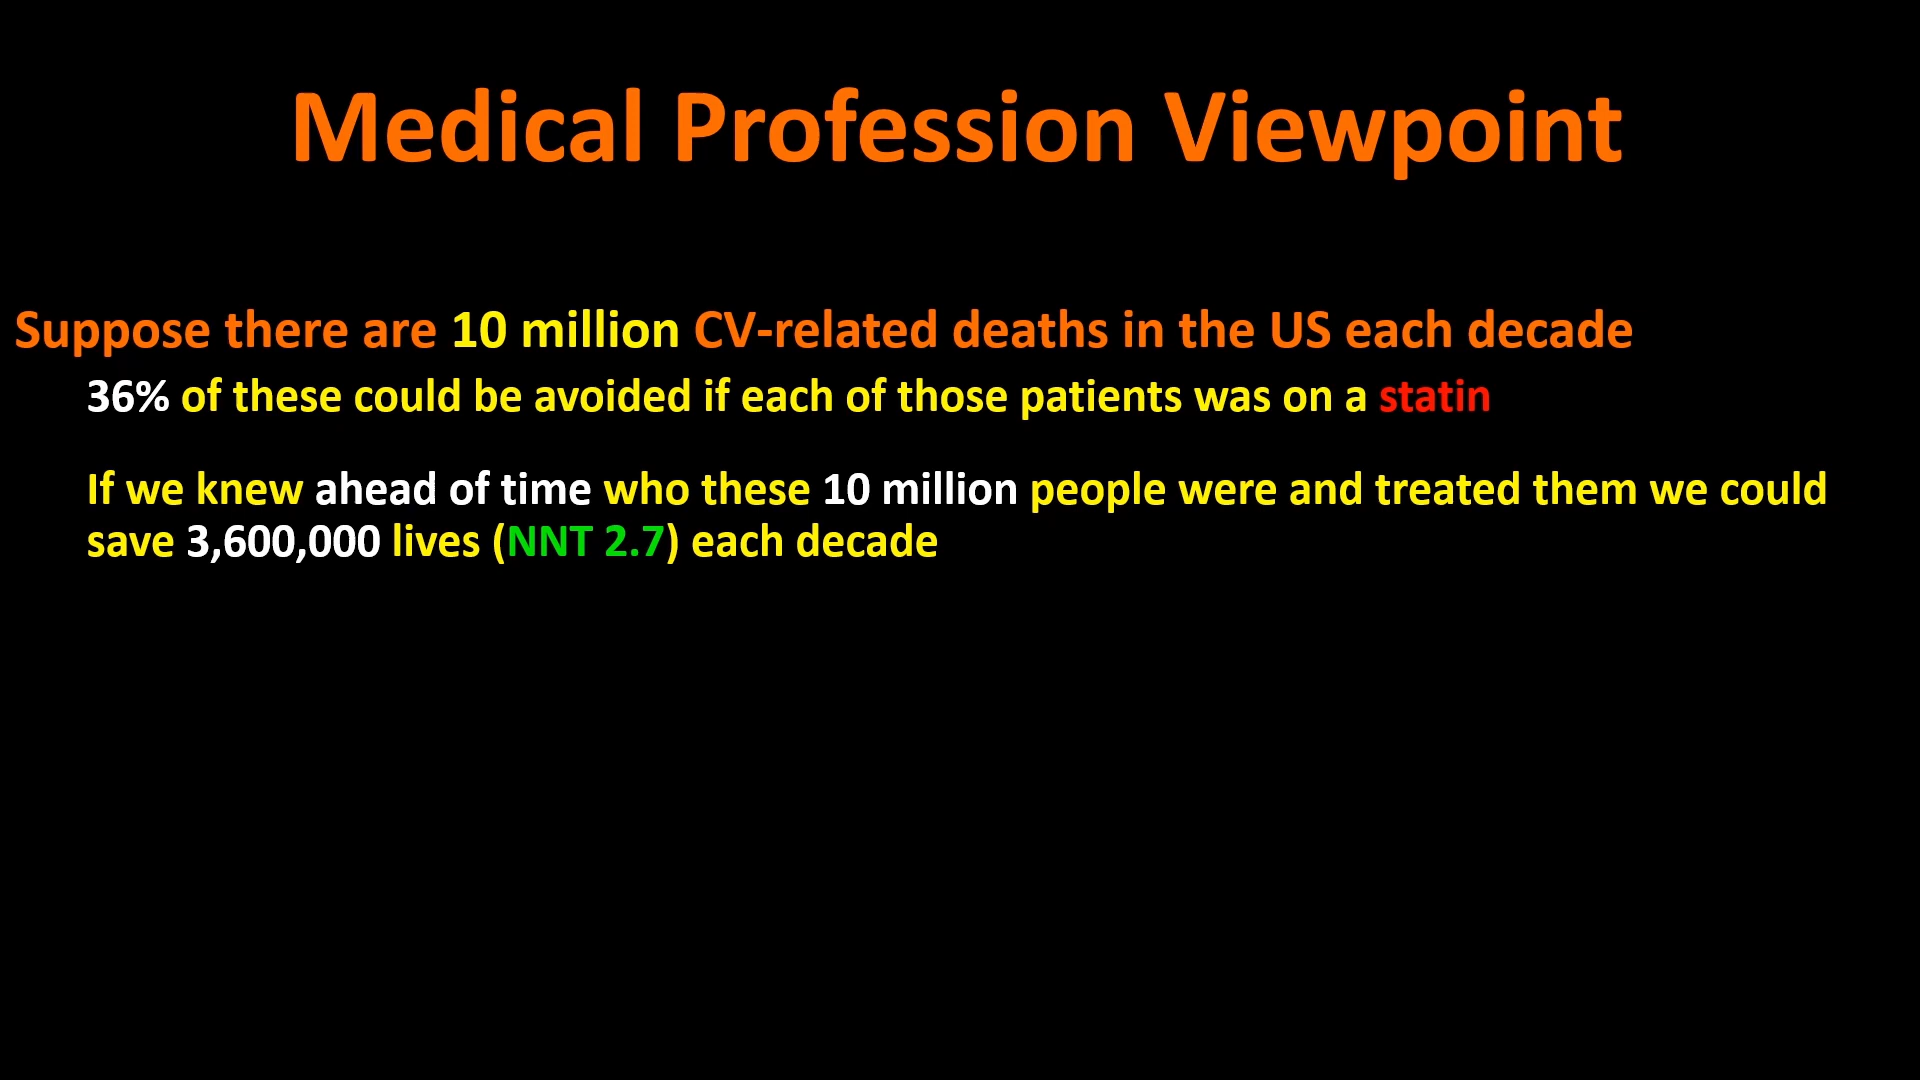 Medical Profession Viewpoint
Suppose there are 10 million CV-related deaths in the US each decade
36% of these could be avoided if each of those patients was on a statin
If we knew ahead of time who these 10 million people were and treated them we could
save 3,600,000 lives (NNT 2.7) each decade